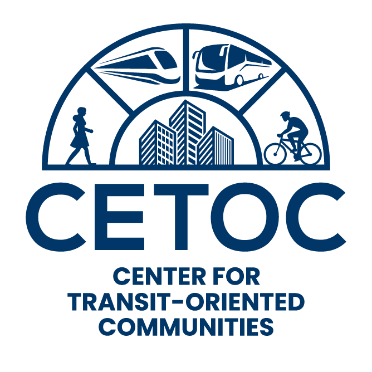 CETOC
CENTER FOR
TRANSIT-ORIENTED
COMMUNITIES